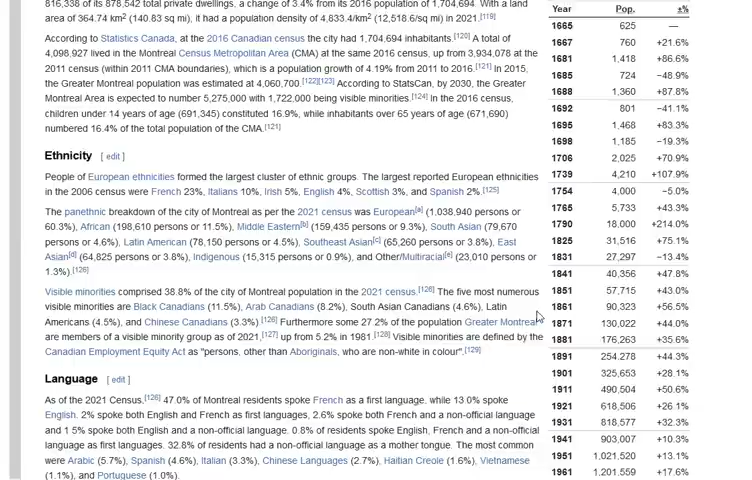 816,338 of its 878,542 total private dwellings, a change of 3.4% from its 2016 population of 1,704,694. With a land
area of 364.74 km² (140.83 sq mi), it had a population density of 4,833.4/km² (12,518.6/sq mi) in 2021.[119]
According to Statistics Canada, at the 2016 Canadian census the city had 1,704,694 inhabitants.[120] A total of
4,098,927 lived in the Montreal Census Metropolitan Area (CMA) at the same 2016 census, up from 3,934,078 at the
2011 census (within 2011 CMA boundaries), which is a population growth of 4.19% from 2011 to 2016.[121] In 2015,
the Greater Montreal population was estimated at 4,060,700.[122][123] According to StatsCan, by 2030, the Greater
Montreal Area is expected to number 5,275,000 with 1,722,000 being visible minorities.[124] In the 2016 census,
children under 14 years of age (691,345) constituted 16.9%, while inhabitants over 65 years of age (671,690)
numbered 16.4% of the total population of the CMA.[121]
Ethnicity [ edit ]
People of European ethnicities formed the largest cluster of ethnic groups. The largest reported European ethnicities
in the 2006 census were French 23%, Italians 10%, Irish 5%, English 4%, Scottish 3%, and Spanish 2%.[125]
The panethnic breakdown of the city of Montreal as per the 2021 census was European[a] (1,038,940 persons or
60.3%), African (198,610 persons or 11.5%), Middle Eastern[b] (159,435 persons or 9.3%), South Asian (79,670
persons or 4.6%), Latin American (78,150 persons or 4.5%), Southeast Asian[c] (65,260 persons or 3.8%), East
Asian[d] (64,825 persons or 3.8%), Indigenous (15,315 persons or 0.9%), and Other/Multiracial[e] (23,010 persons or
1.3%).[126]
Visible minorities comprised 38.8% of the city of Montreal population in the 2021 census.[126] The five most numerous
visible minorities are Black Canadians (11.5%), Arab Canadians (8.2%), South Asian Canadians (4.6%), Latin
Americans (4.5%), and Chinese Canadians (3.3%).[126] Furthermore some 27.2% of the population Greater Montreal
are members of a visible minority group as of 2021,[127] up from 5.2% in 1981.[128] Visible minorities are defined by the
Canadian Employment Equity Act as "persons, other than Aboriginals, who are non-white in colour".[129]
Language [ edit ]
As of the 2021 Census,[126] 47.0% of Montreal residents spoke French as a first language, while 13.0% spoke
English. 2% spoke both English and French as first languages, 2.6% spoke both French and a non-official language
and 1.5% spoke both English and a non-official language. 0.8% of residents spoke English, French and a non-official
language as first languages. 32.8% of residents had a non-official language as a mother tongue. The most common
were Arabic (5.7%), Spanish (4.6%), Italian (3.3%), Chinese Languages (2.7%), Haitian Creole (1.6%), Vietnamese
(1.1%), and Portuguese (1.0%).
Year Pop. ±%
1665 625 —
1667 760 +21.6%
1681 1,418 +86.6%
1685 724 −48.9%
1688 1,360 +87.8%
1692 801 −41.1%
1695 1,468 +83.3%
1698 1,185 −19.3%
1706 2,025 +70.9%
1739 4,210 +107.9%
1754 4,000 −5.0%
1765 5,733 +43.3%
1790 18,000 +214.0%
1825 31,516 +75.1%
1831 27,297 −13.4%
1841 40,356 +47.8%
1851 57,715 +43.0%
1861 90,323 +56.5%
1871 130,022 +44.0%
1881 176,263 +35.6%
1891 254,278 +44.3%
1901 325,653 +28.1%
1911 490,504 +50.6%
1921 618,506 +26.1%
1931 818,577 +32.3%
1941 903,007 +10.3%
1951 1,021,520 +13.1%
1961 1,201,559 +17.6%